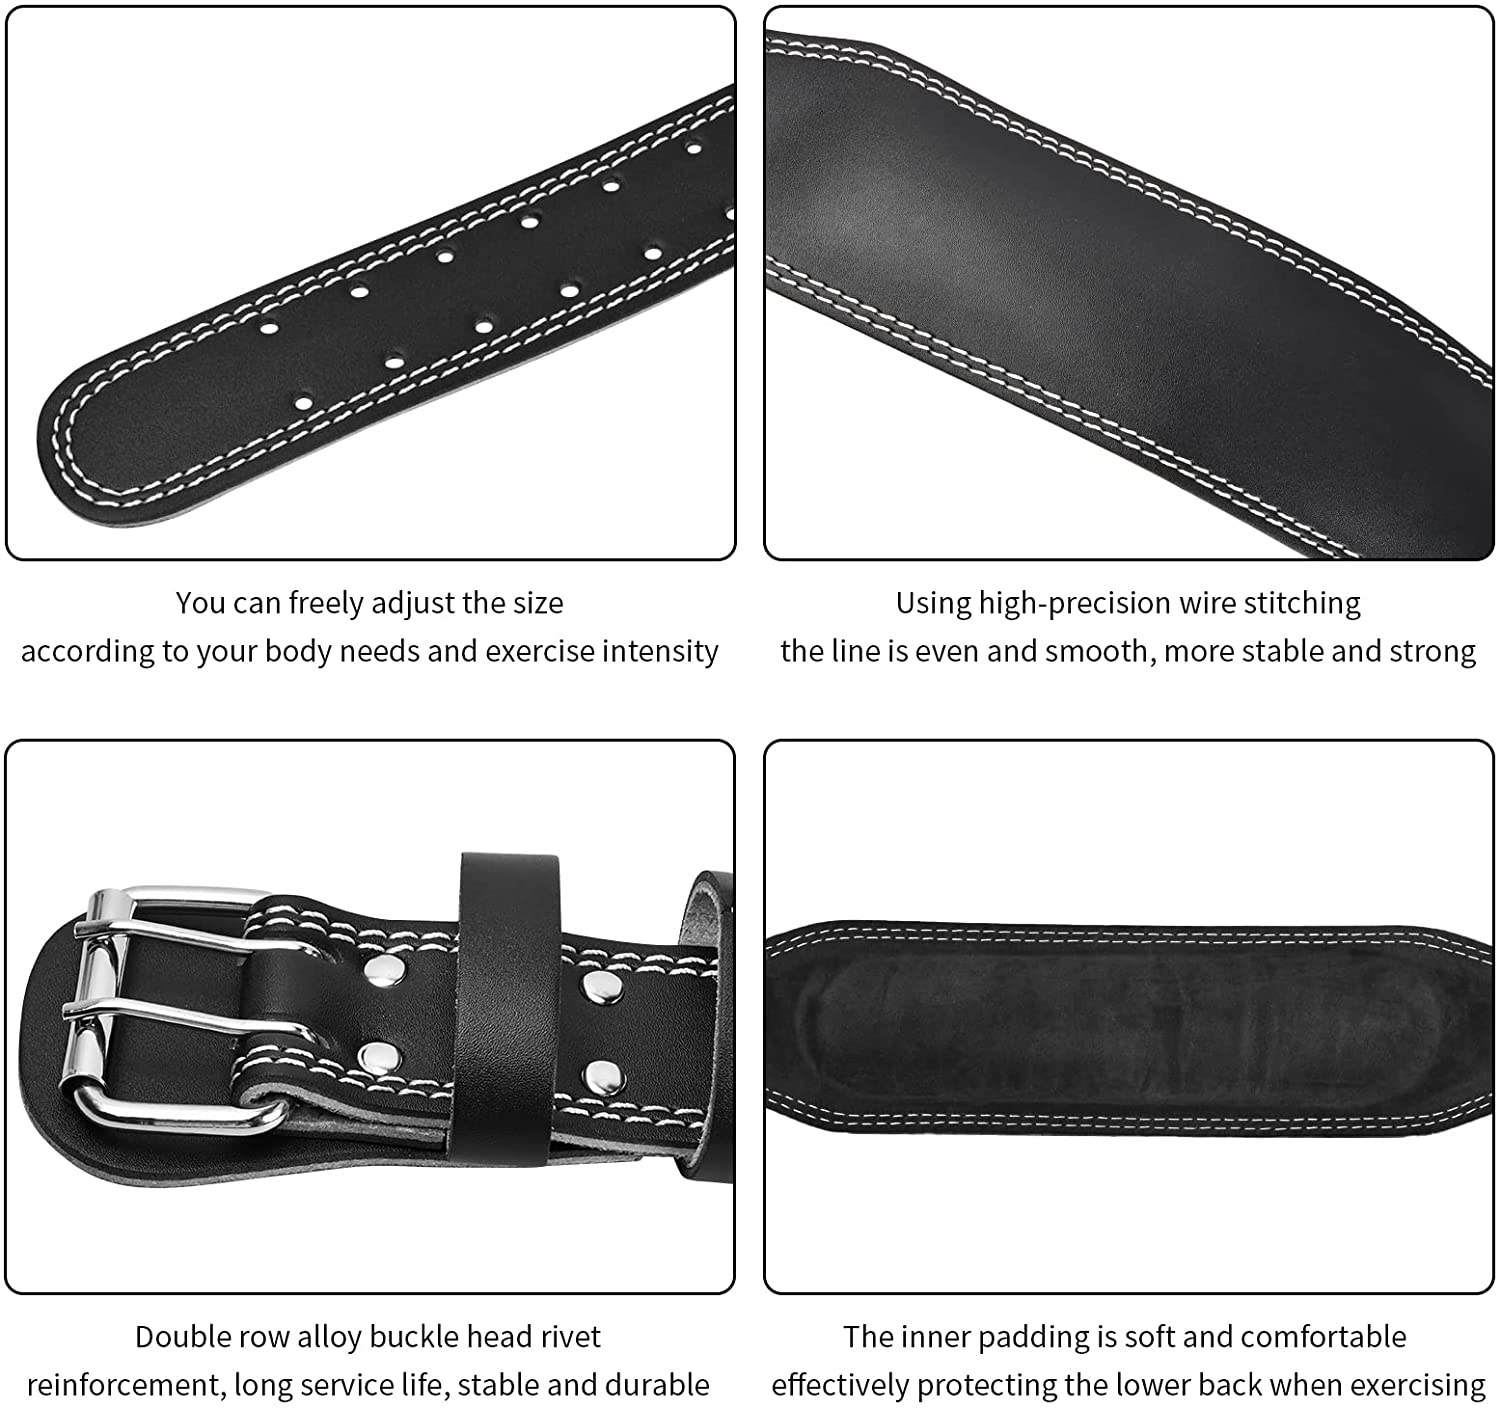 You can freely adjust the size
according to your body needs and exercise intensity
Using high-precision wire stitching
the line is even and smooth, more stable and strong
Double row alloy buckle head rivet
reinforcement, long service life, stable and durable
The inner padding is soft and comfortable
effectively protecting the lower back when exercising